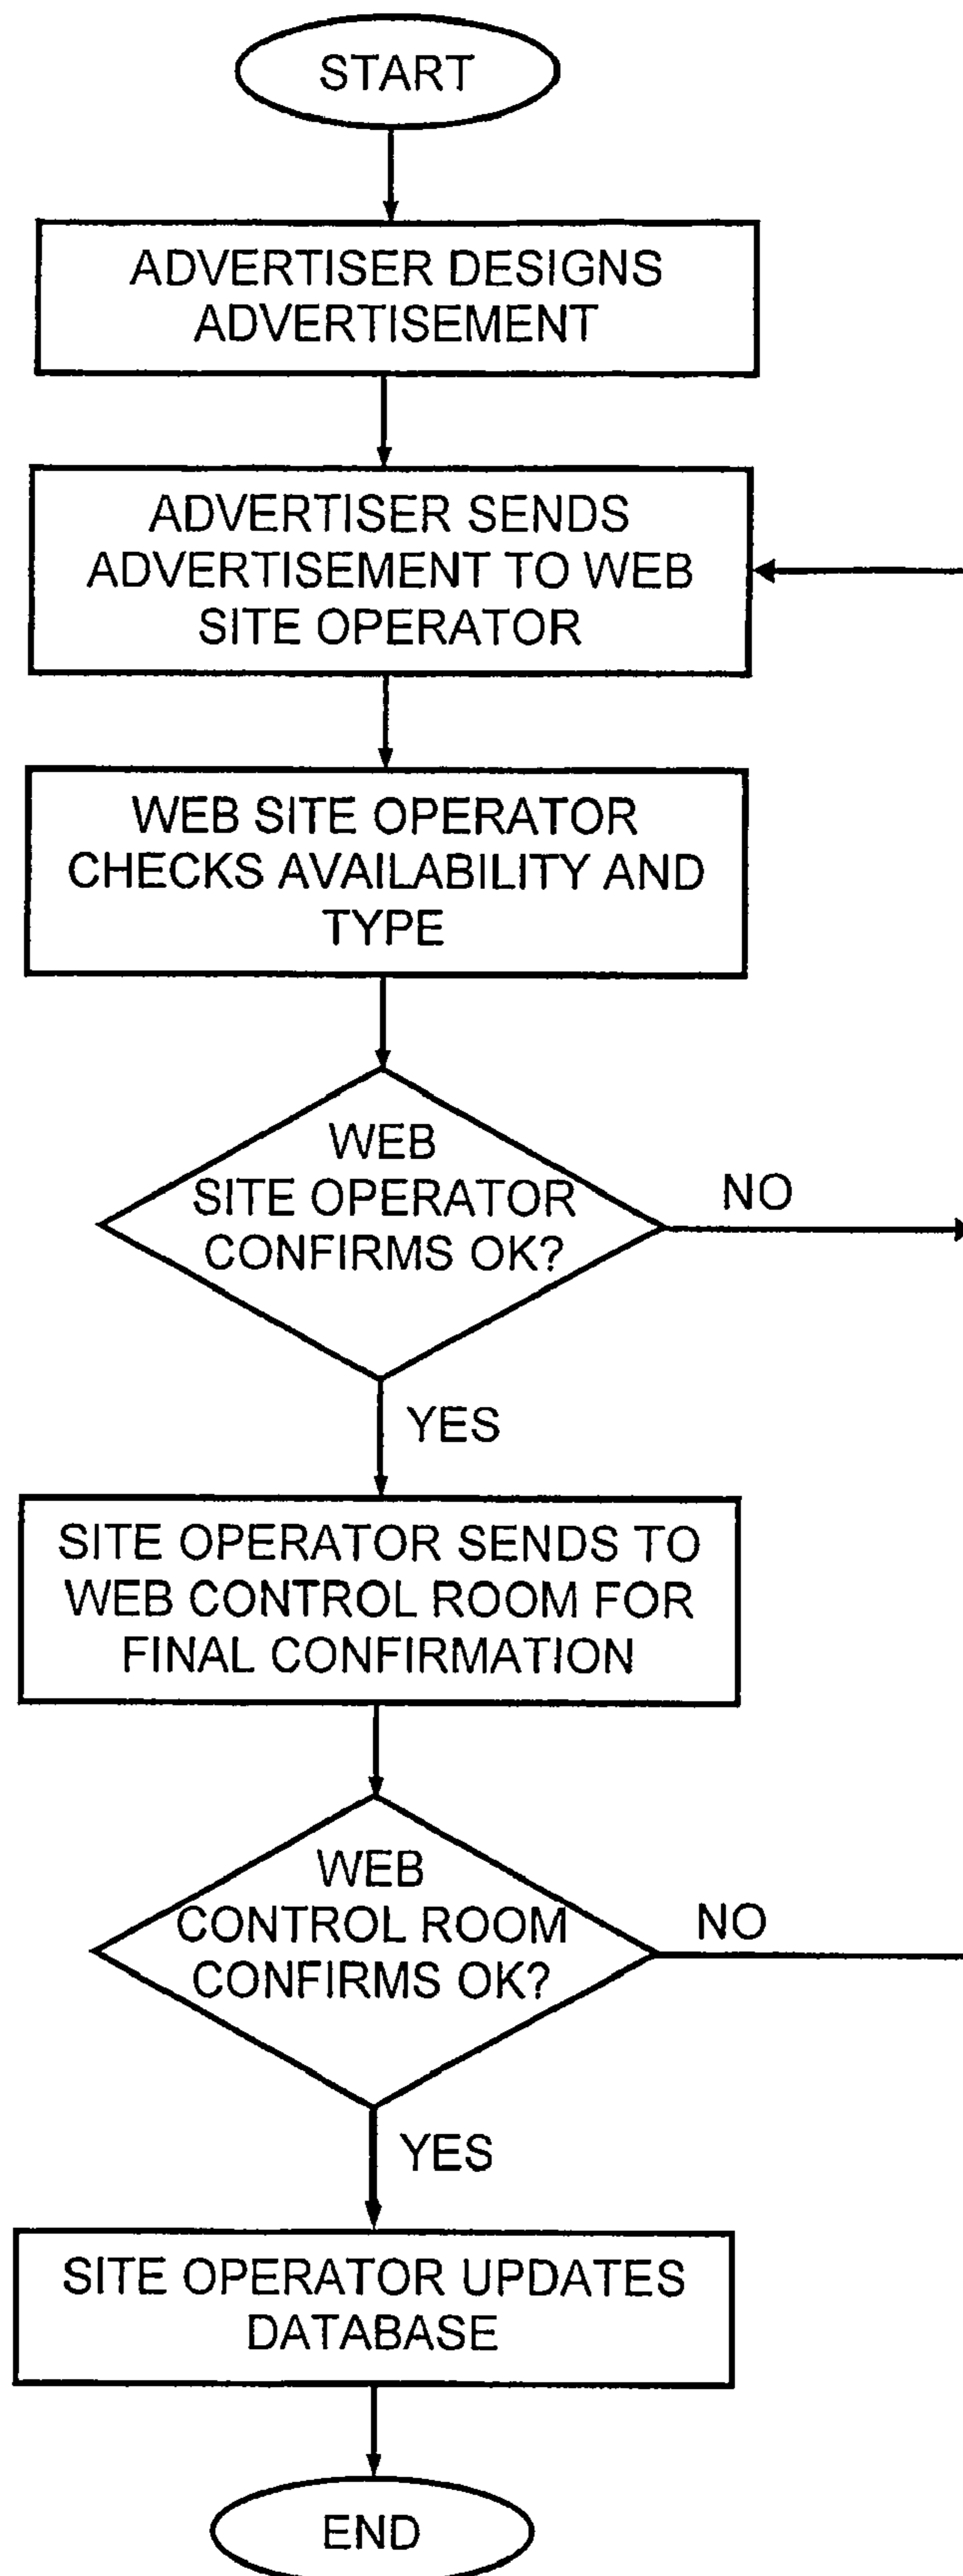 START
ADVERTISER DESIGNS
ADVERTISEMENT
ADVERTISER SENDS
ADVERTISEMENT TO WEB
SITE OPERATOR
WEB SITE OPERATOR
CHECKS AVAILABILITY AND
TYPE
WEB
SITE OPERATOR
CONFIRMS OK?
NO
YES
SITE OPERATOR SENDS TO
WEB CONTROL ROOM FOR
FINAL CONFIRMATION
WEB
CONTROL ROOM
CONFIRMS OK?
NO
YES
SITE OPERATOR UPDATES
DATABASE
END